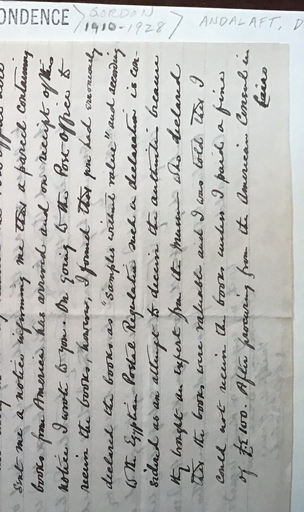 sent me a notice informing me that a parcel containing
books from America has arrived and on receipt of this
notice I wrote to you. On going to the Post Office to
receive the books, however, I found that you had erroneously
declared the books as "samples without value" and according
to the Egyptian Postal Regulations such a declaration is con-
sidered as an attempt to deceive the authorities because
they brought an expert from the Museum who declared
that the books were valuable and I was told that I
could not receive the books unless I paid a fine
of £E 100. After procuring from the American Consul in
Cairo
ONDENCE
GORDON
1910-1928
ANDALAFT. D